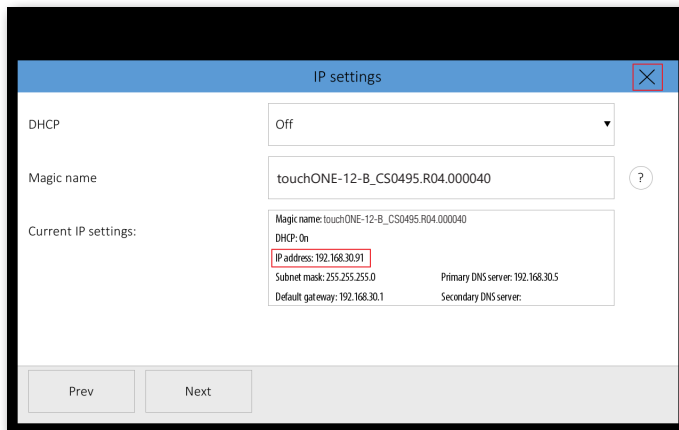 IP settings
DHCP
Off
Magic name
touchONE-12-B_CS0495.R04.000040
?
Current IP settings:
Magic name: touchONE-12-B_CS0495.R04.000040
DHCP: On
IP address: 192.168.30.91
Subnet mask: 255.255.255.0 Primary DNS server: 192.168.30.5
Default gateway: 192.168.30.1 Secondary DNS server:
Prev Next